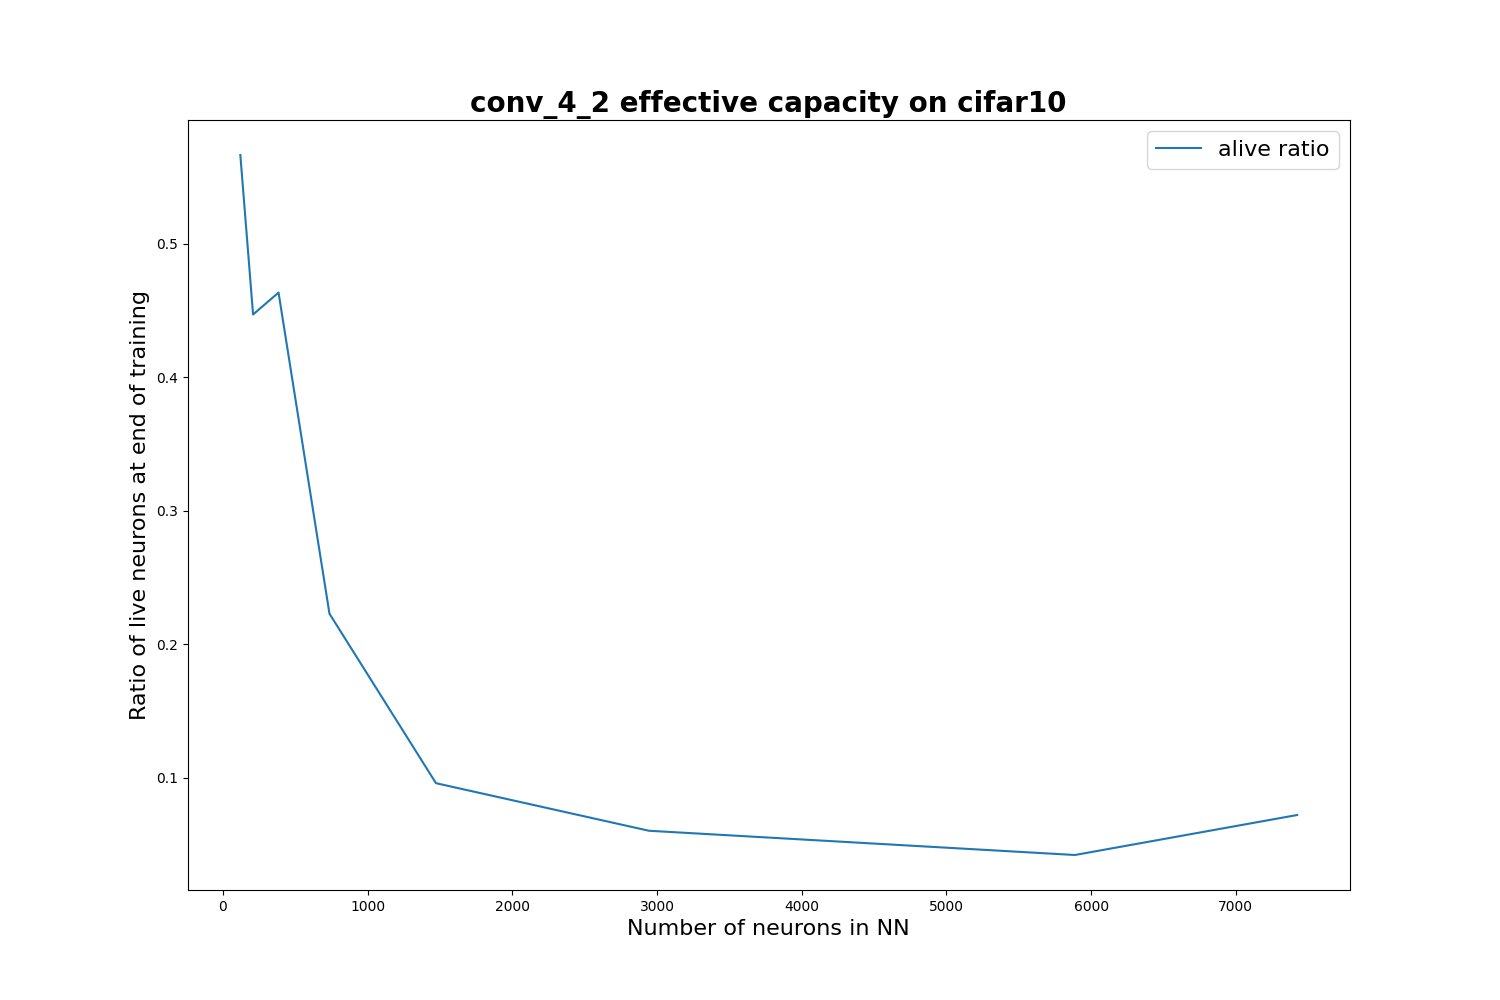 conv_4_2 effective capacity on cifar10
alive ratio
Ratio of live neurons at end of training
0.5
0.4
0.3
0.2
0.1
0 1000 2000 3000 4000 5000 6000 7000
Number of neurons in NN